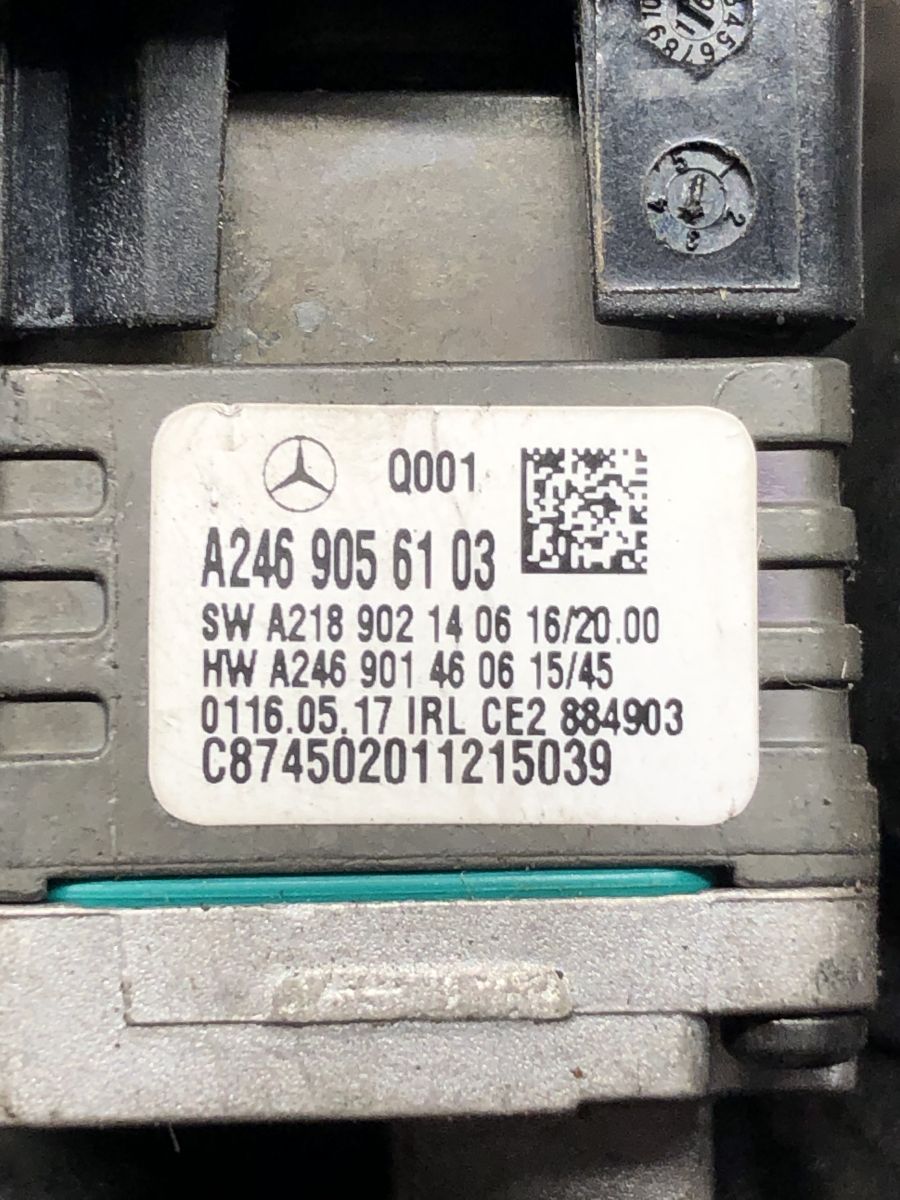 Q001
A246 905 61 03
SW A218 902 14 06 16/20.00
HW A246 901 46 06 15/45
0116.05.17 IRL CE2 884903
C874502011215039